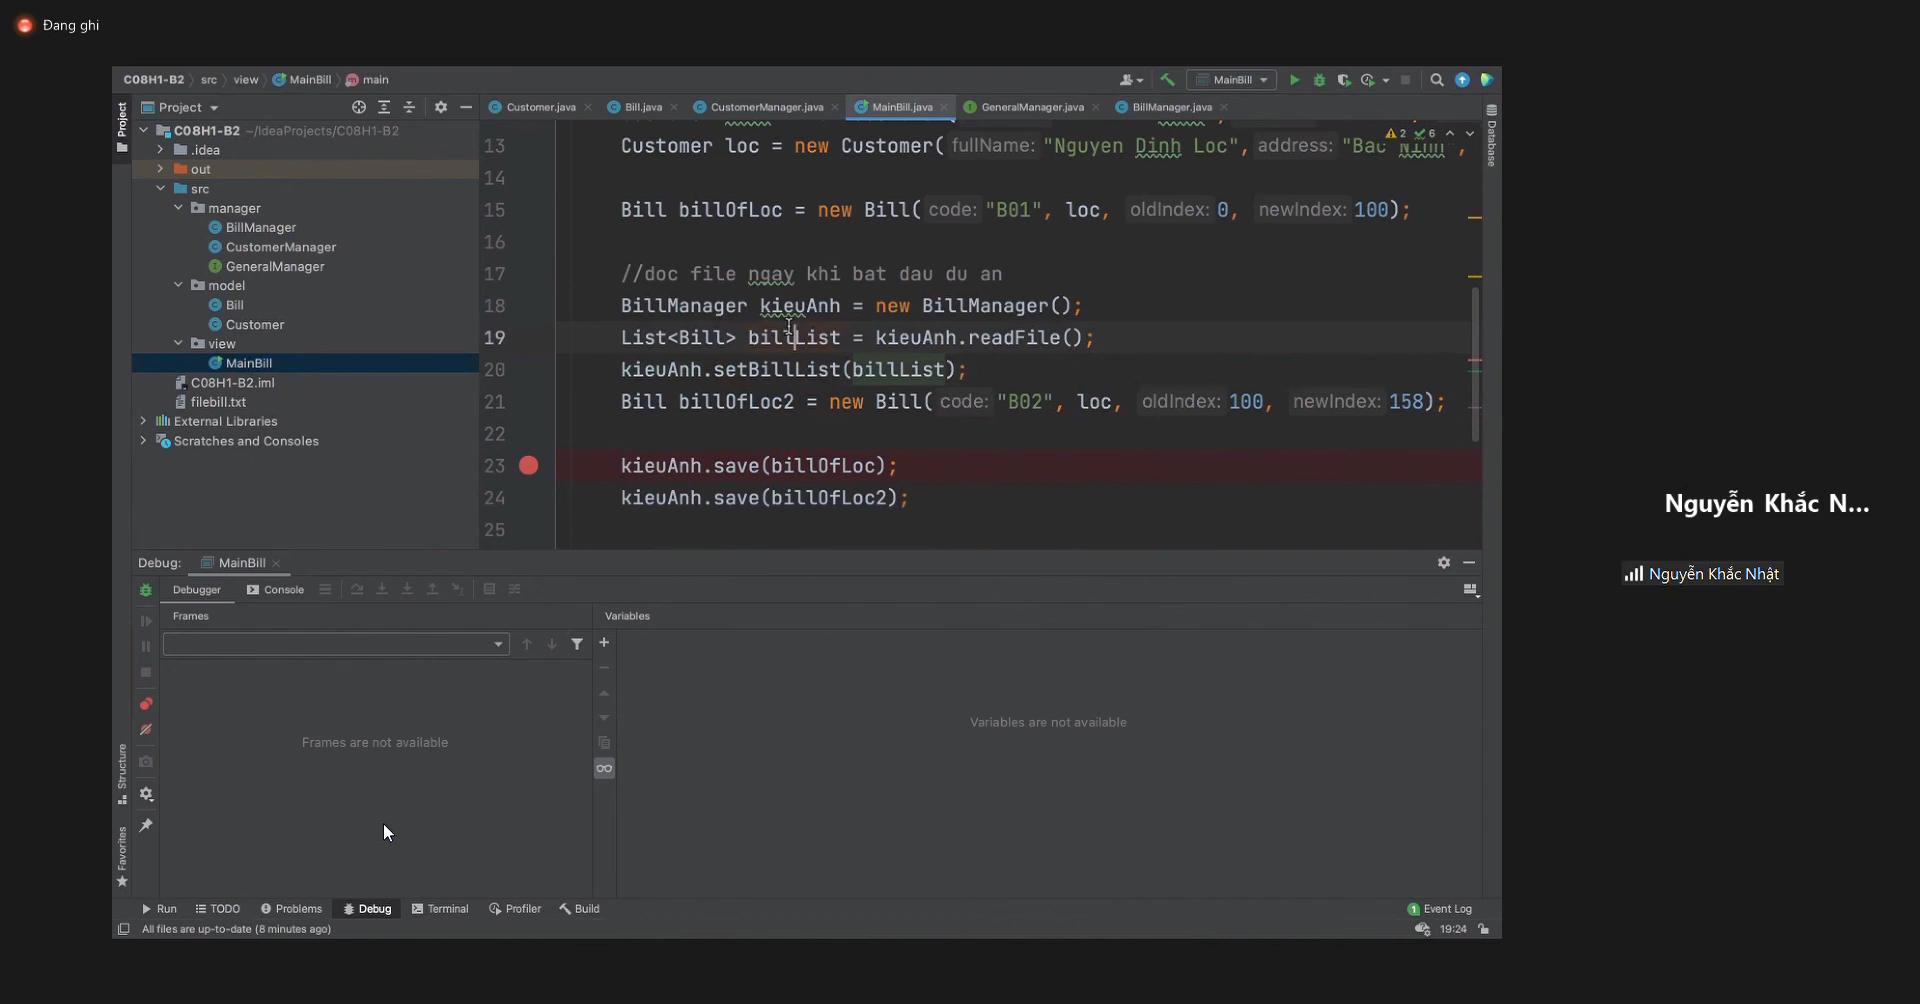 Đang ghi
C08H1-B2 > src > view > MainBill > main
MainBill
Project
Customer.java
Bill.java
CustomerManager.java
MainBill.java
GeneralManager.java
BillManager.java
Project
Database
C08H1-B2 ~/IdeaProjects/C08H1-B2
.idea
out
src
manager
BillManager
CustomerManager
GeneralManager
model
Bill
Customer
view
MainBill
C08H1-B2.iml
filebill.txt
External Libraries
Scratches and Consoles
2 6
13 Customer loc = new Customer( fullName: "Nguyen Dinh Loc", address: "Bac Ninh",
14
15 Bill billOfLoc = new Bill( code: "B01", loc, oldIndex: 0, newIndex: 100);
16
17 //doc file ngay khi bat dau du an
18 BillManager kieuAnh = new BillManager();
19 List<Bill> billList = kieuAnh.readFile();
20 kieuAnh.setBillList(billList);
21 Bill billOfLoc2 = new Bill( code: "B02", loc, oldIndex: 100, newIndex: 158);
22
23 kieuAnh.save(billOfLoc);
24 kieuAnh.save(billOfLoc2);
25
Nguyễn Khắc N...
Nguyễn Khắc Nhật
Debug: MainBill
Debugger Console
Frames
Variables
Frames are not available
Variables are not available
Structure
Favorites
Run TODO Problems Debug Terminal Profiler Build
1 Event Log
All files are up-to-date (8 minutes ago)
19:24